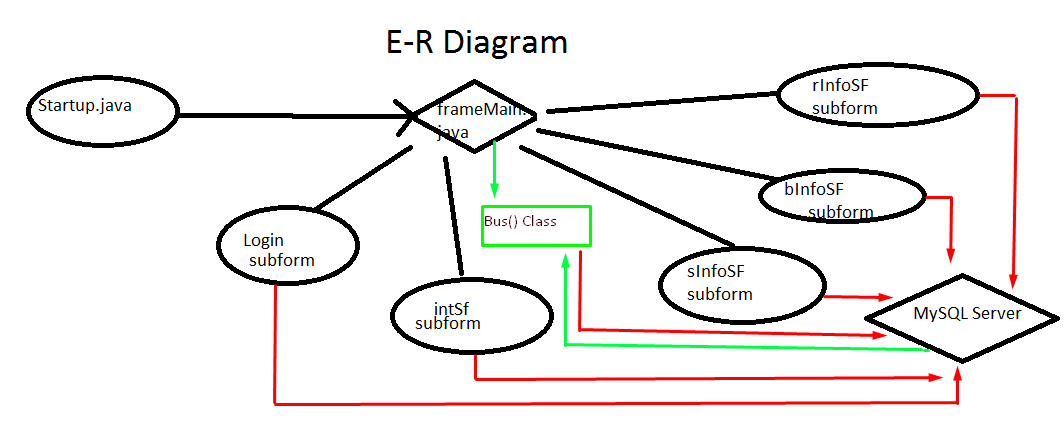 E-R Diagram
Startup.java
frameMain.
java
rInfoSF
subform
bInfoSF
subform
Bus() Class
Login
subform
sInfoSF
subform
intSf
subform
MySQL Server